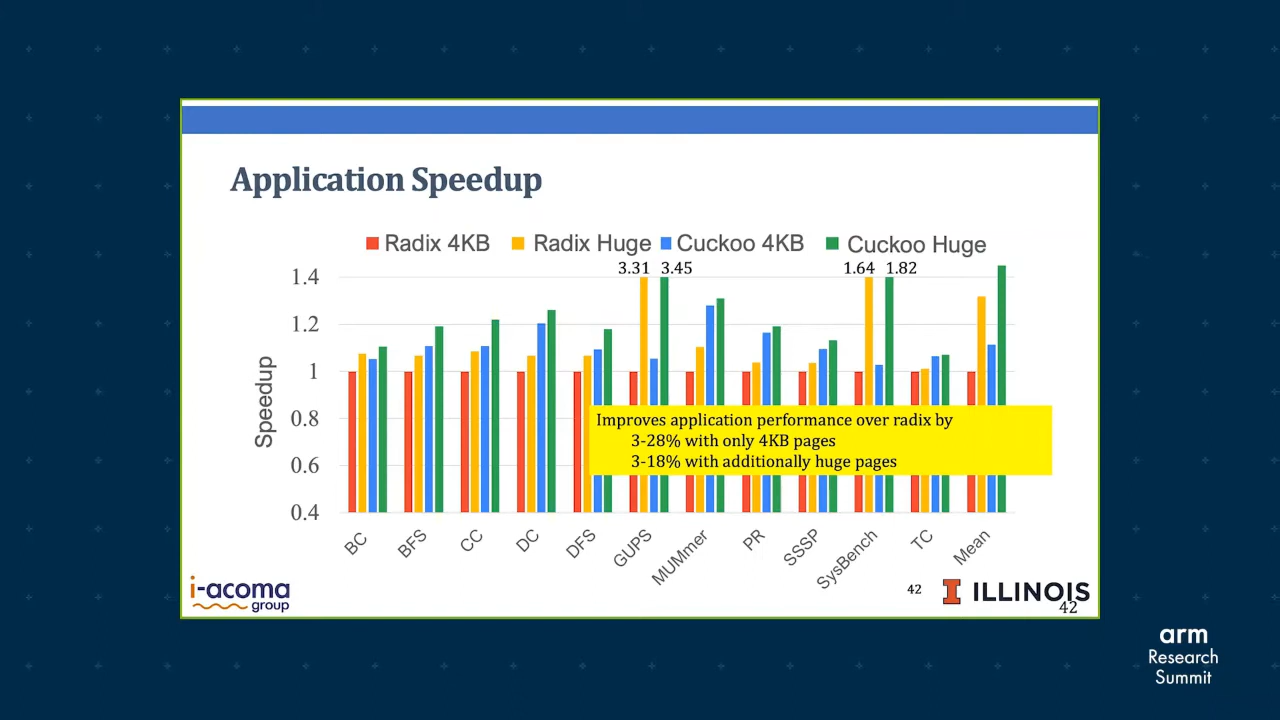 Application Speedup
Radix 4KB Radix Huge Cuckoo 4KB Cuckoo Huge
3.31 3.45 1.64 1.82
1.4
1.2
1
0.8
0.6
0.4
Speedup
Improves application performance over radix by
3-28% with only 4KB pages
3-18% with additionally huge pages
BC BFS CC DC DFS GUPS MUMmer PR SSSP SysBench TC Mean
i-acoma
group
42
I ILLINOIS
42
arm
Research
Summit